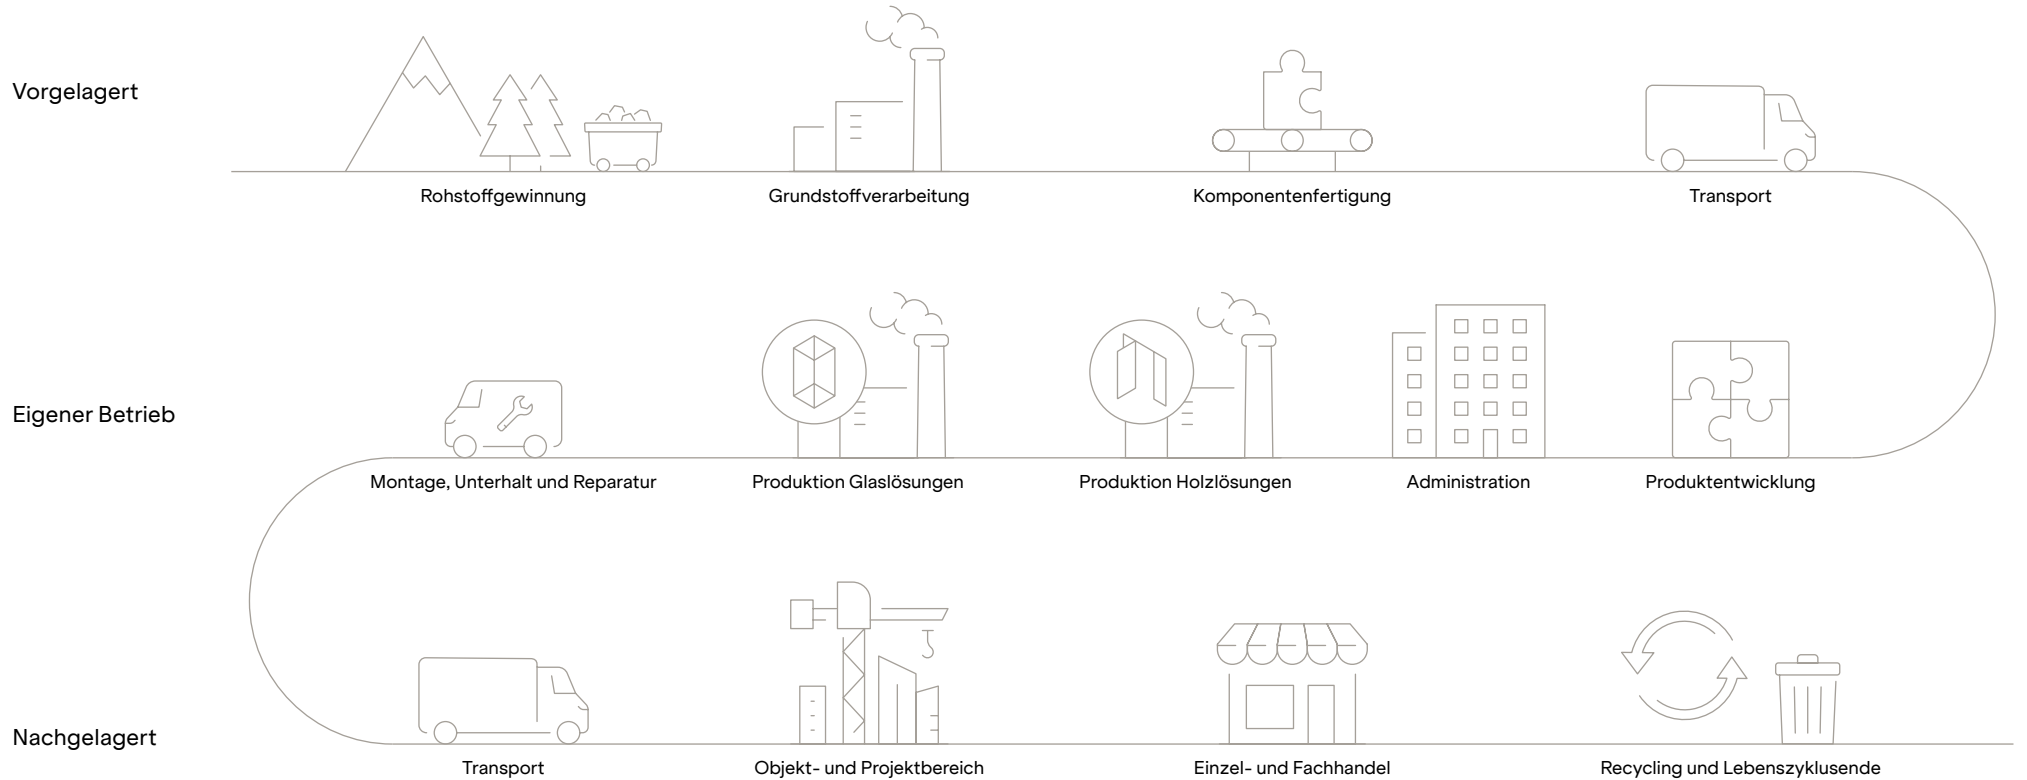 Vorgelagert
Rohstoffgewinnung
Grundstoffverarbeitung
Komponentenfertigung
Transport
Eigener Betrieb
Montage, Unterhalt und Reparatur
Produktion Glaslösungen
Produktion Holzlösungen
Administration
Produktentwicklung
Nachgelagert
Transport
Objekt- und Projektbereich
Einzel- und Fachhandel
Recycling und Lebenszyklusende